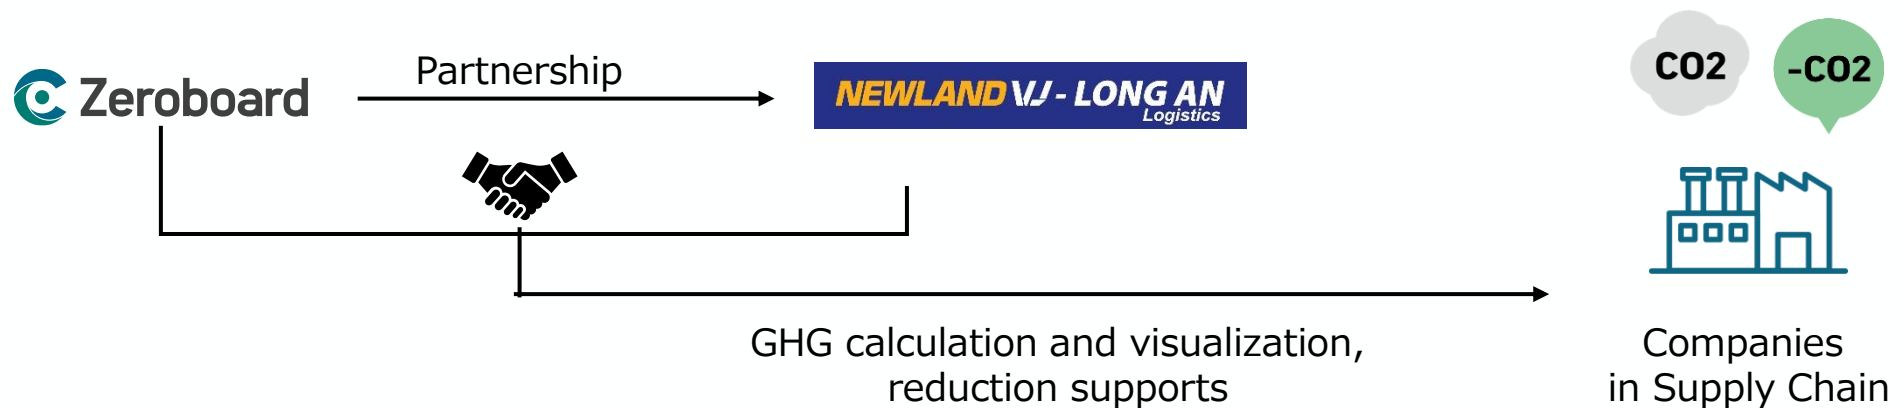 Zeroboard
Partnership
NEWLAND VJ - LONG AN
Logistics
CO2
-CO2
GHG calculation and visualization,
reduction supports
Companies
in Supply Chain